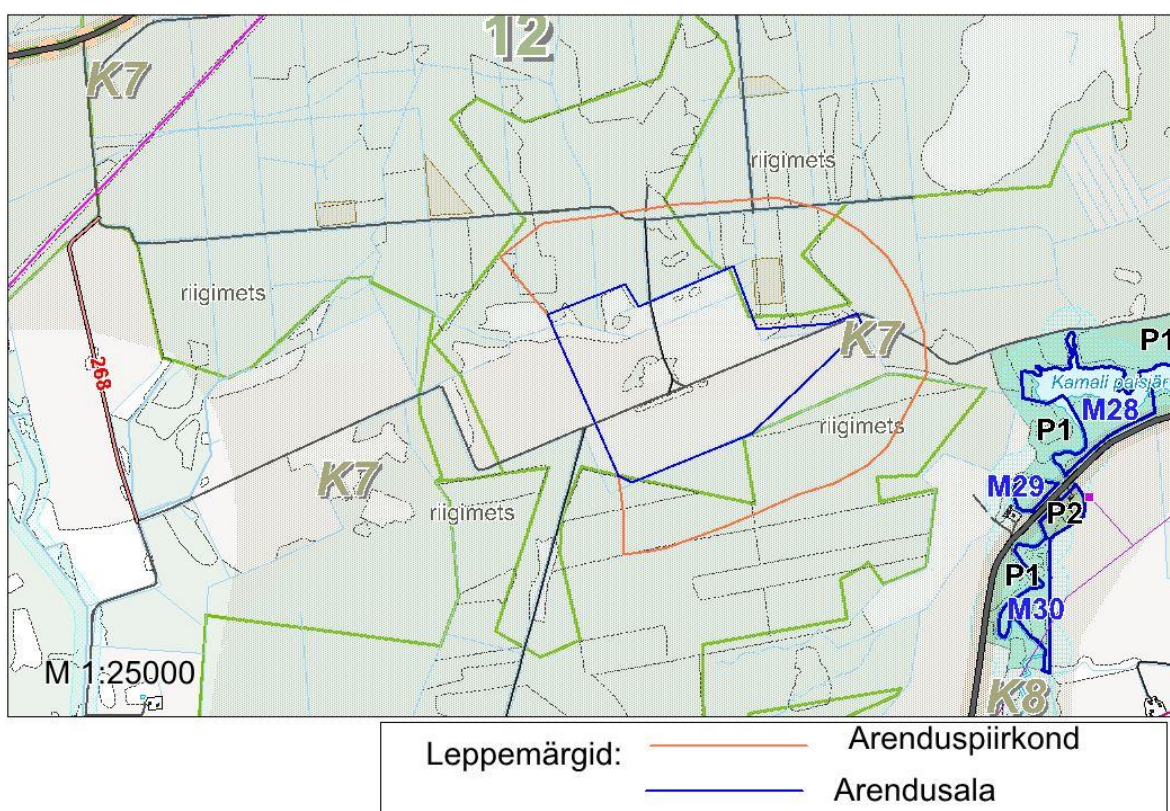 12
K7
riigimets
riigimets
268
K7
P1
Kamali paisjär
M28
P1
K7
riigimets
riigimets
M29
P2
P1
M30
M 1:25000
K8
Leppemärgid:
Arenduspiirkond
Arendusala